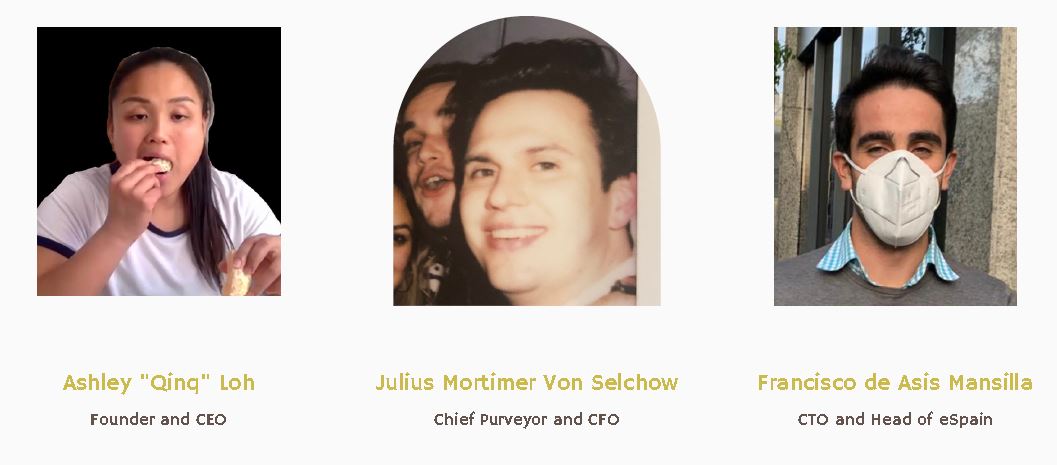 Ashley "Qinq" Loh
Founder and CEO
Julius Mortimer Von Selchow
Chief Purveyor and CFO
Francisco de Asis Mansilla
CTO and Head of eSpain